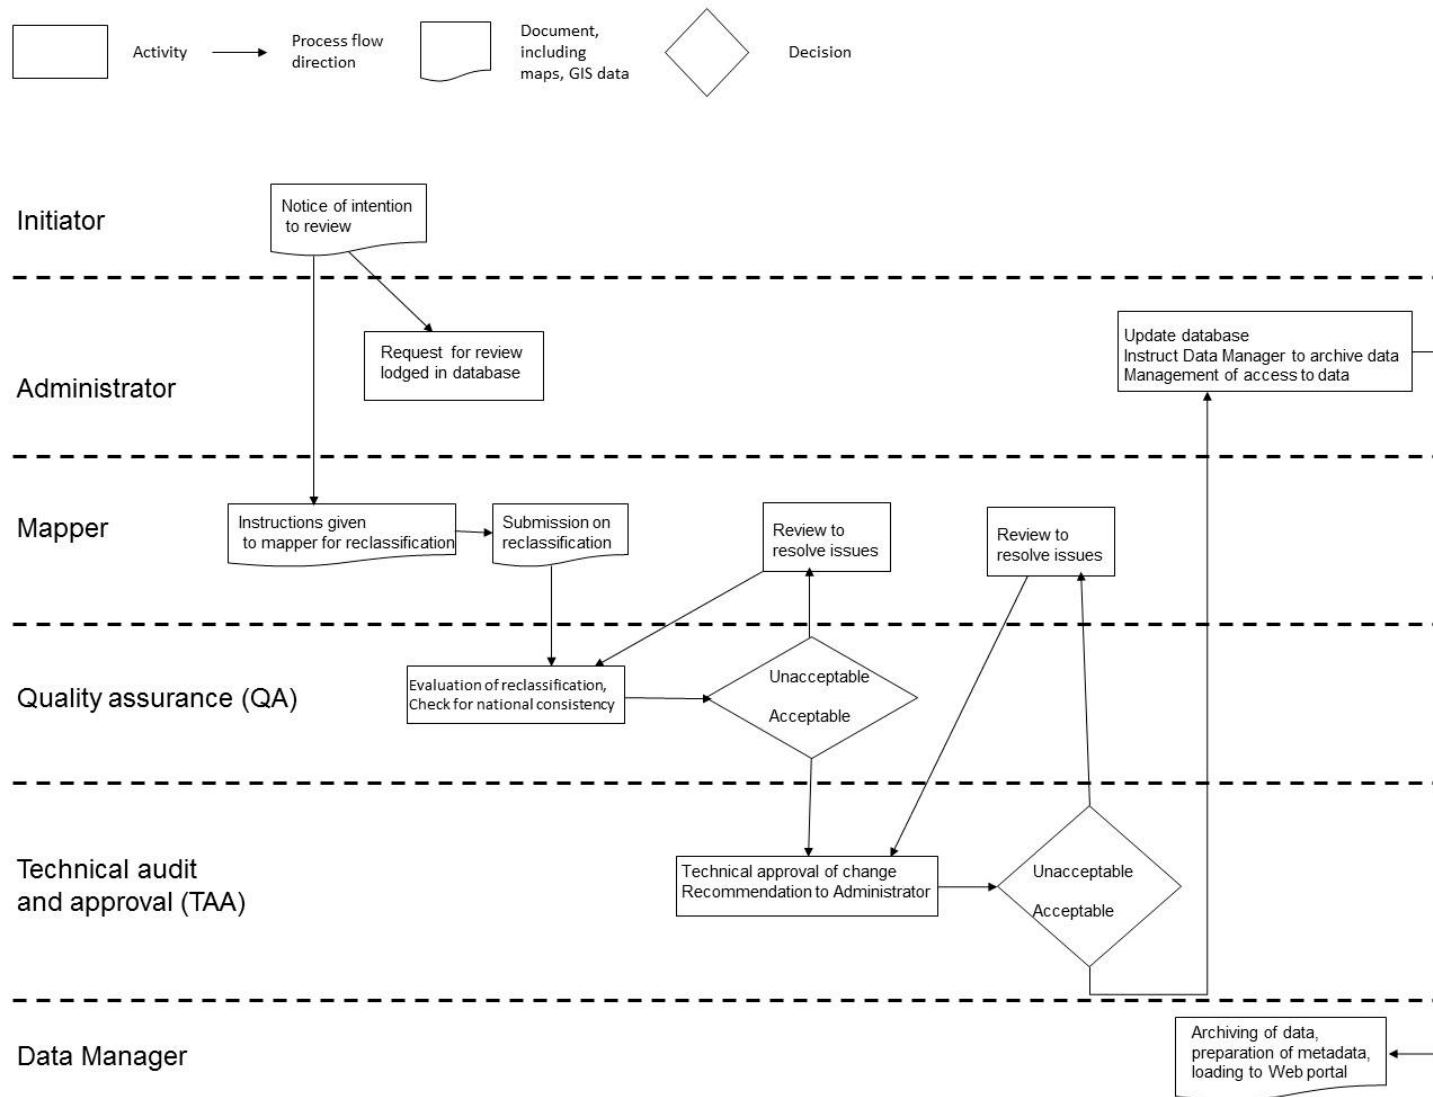 Activity
Process flow
direction
Document,
including
maps, GIS data
Decision
Initiator
Notice of intention
to review
Administrator
Request for review
lodged in database
Update database
Instruct Data Manager to archive data
Management of access to data
Mapper
Instructions given
to mapper for reclassification
Submission on
reclassification
Review to
resolve issues
Review to
resolve issues
Quality assurance (QA)
Evaluation of reclassification,
Check for national consistency
Unacceptable
Acceptable
Technical audit
and approval (TAA)
Technical approval of change
Recommendation to Administrator
Unacceptable
Acceptable
Data Manager
Archiving of data,
preparation of metadata,
loading to Web portal